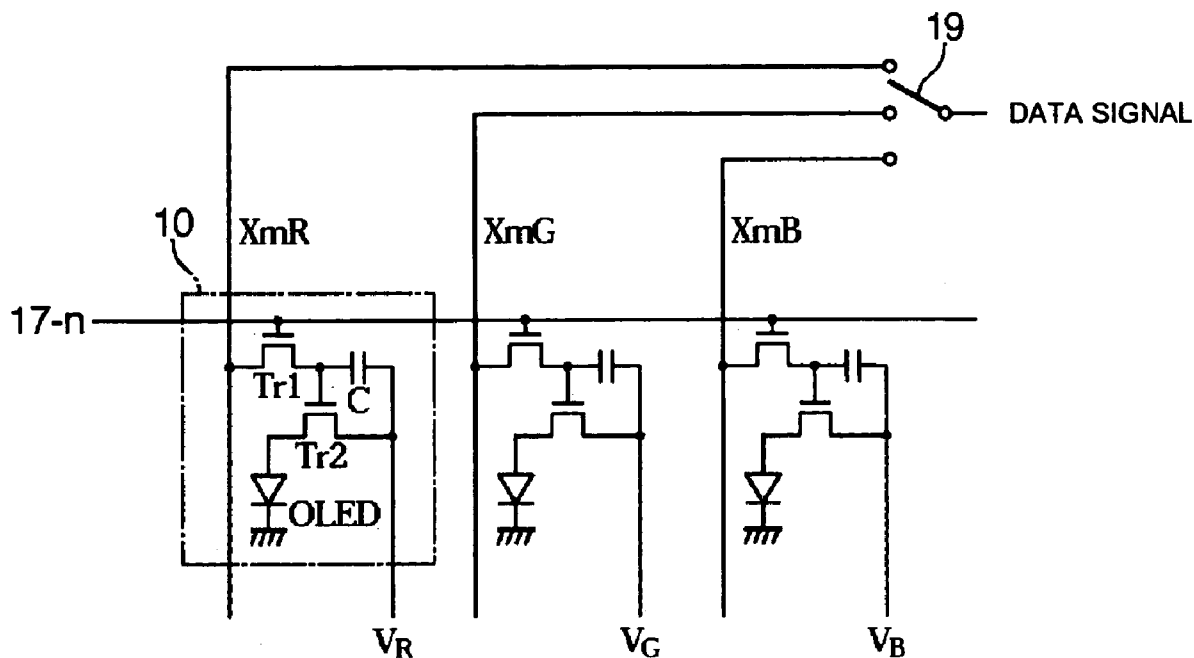 19
DATA SIGNAL
10
XmR
XmG
XmB
17-n
Tr1
C
Tr2
OLED
VR
VG
VB